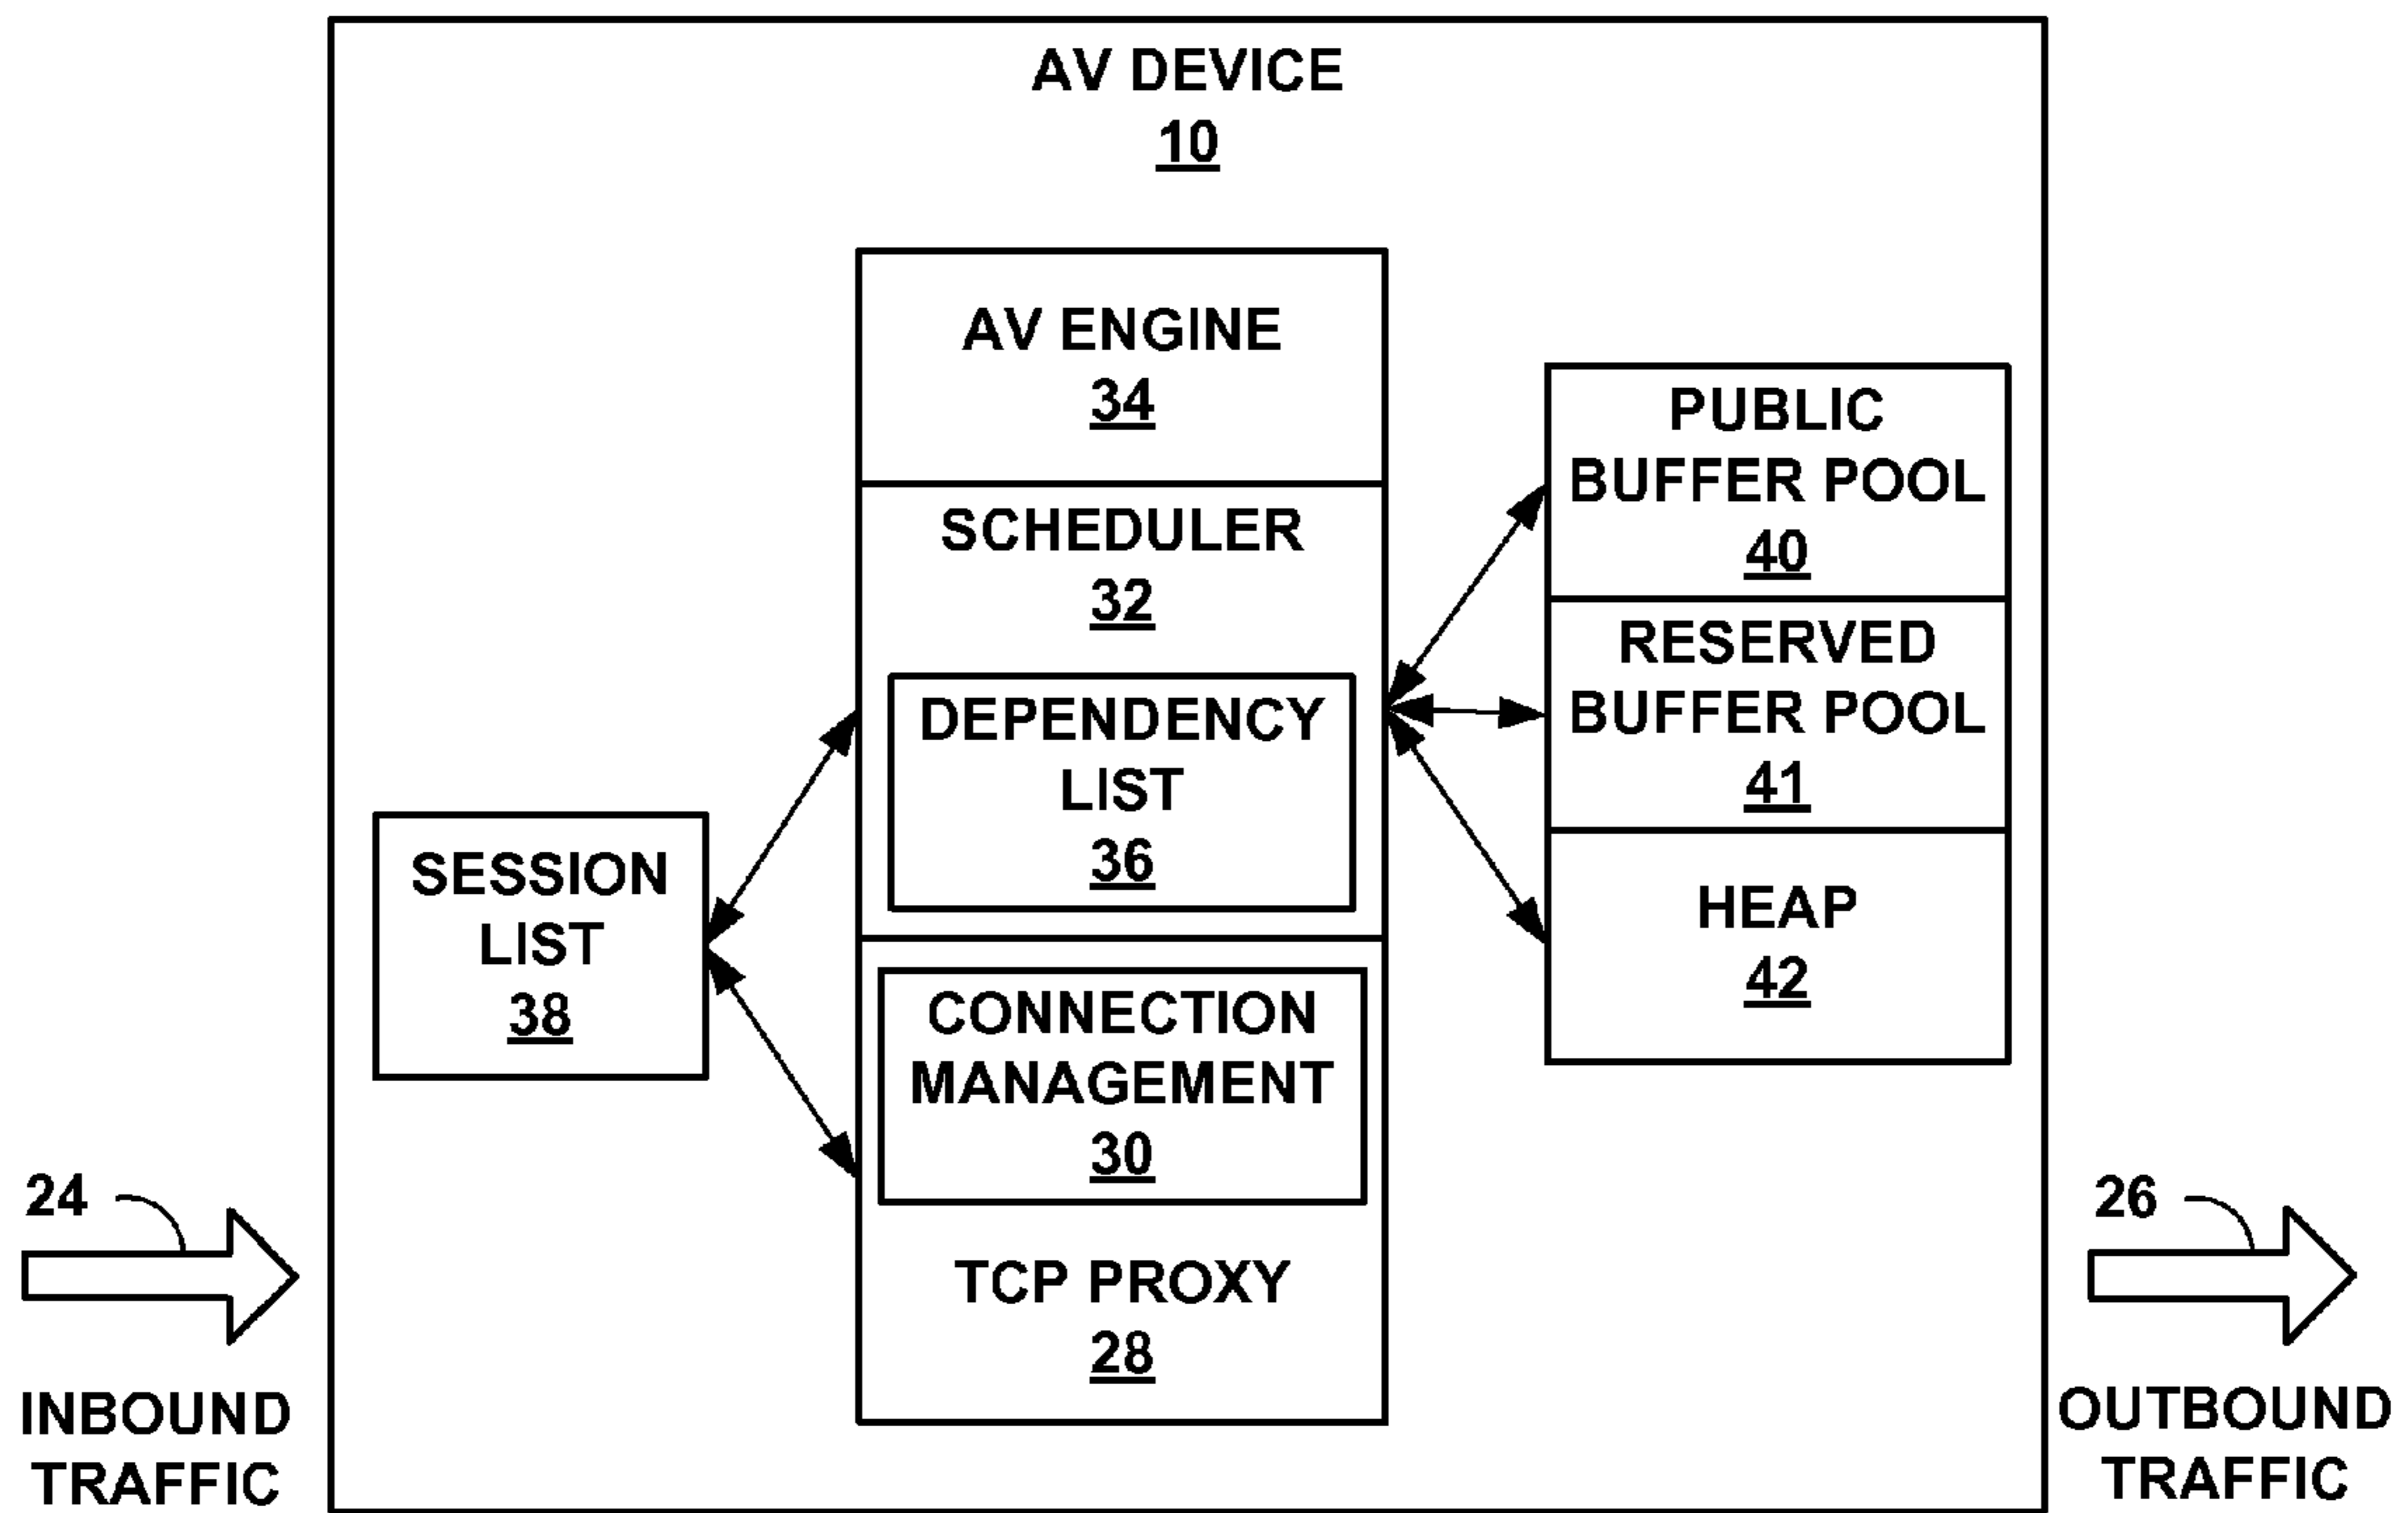 AV DEVICE
10
AV ENGINE
34
SCHEDULER
32
DEPENDENCY
LIST
36
CONNECTION
MANAGEMENT
30
TCP PROXY
28
SESSION
LIST
38
PUBLIC
BUFFER POOL
40
RESERVED
BUFFER POOL
41
HEAP
42
24
INBOUND
TRAFFIC
26
OUTBOUND
TRAFFIC